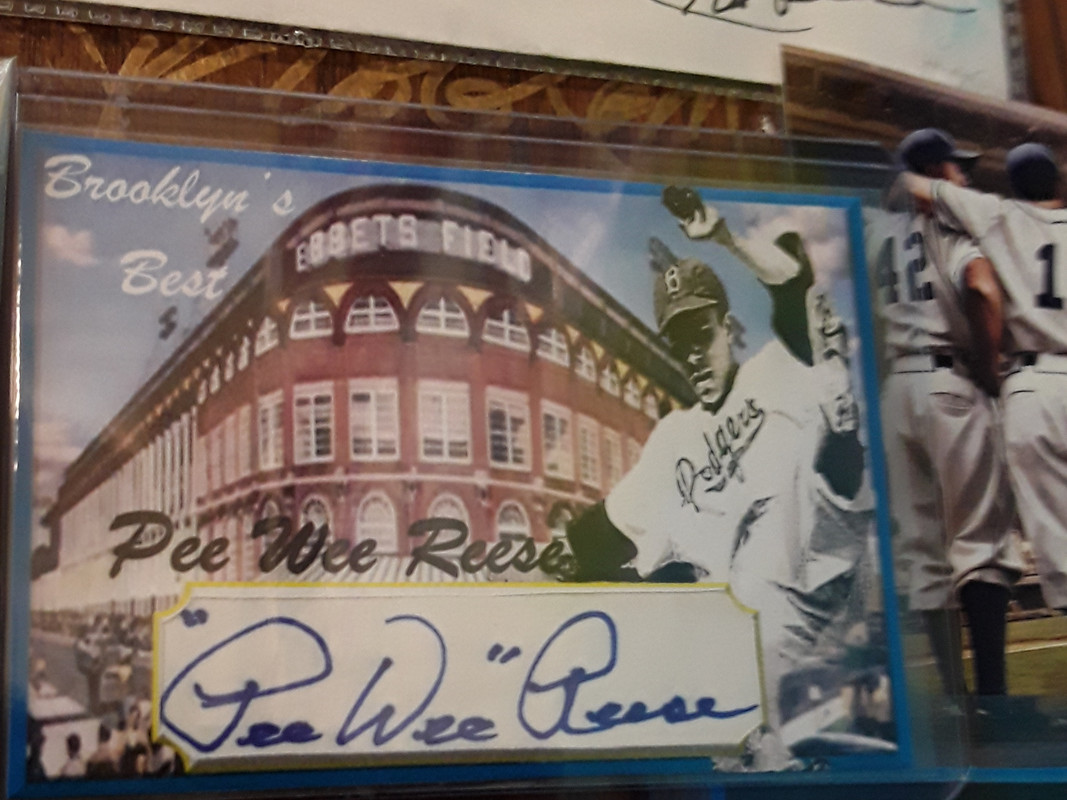 Brooklyn's
Best
EBBETS FIELD
B
Dodgers
42
1
Pee Wee Reese
"Pee Wee" Reese